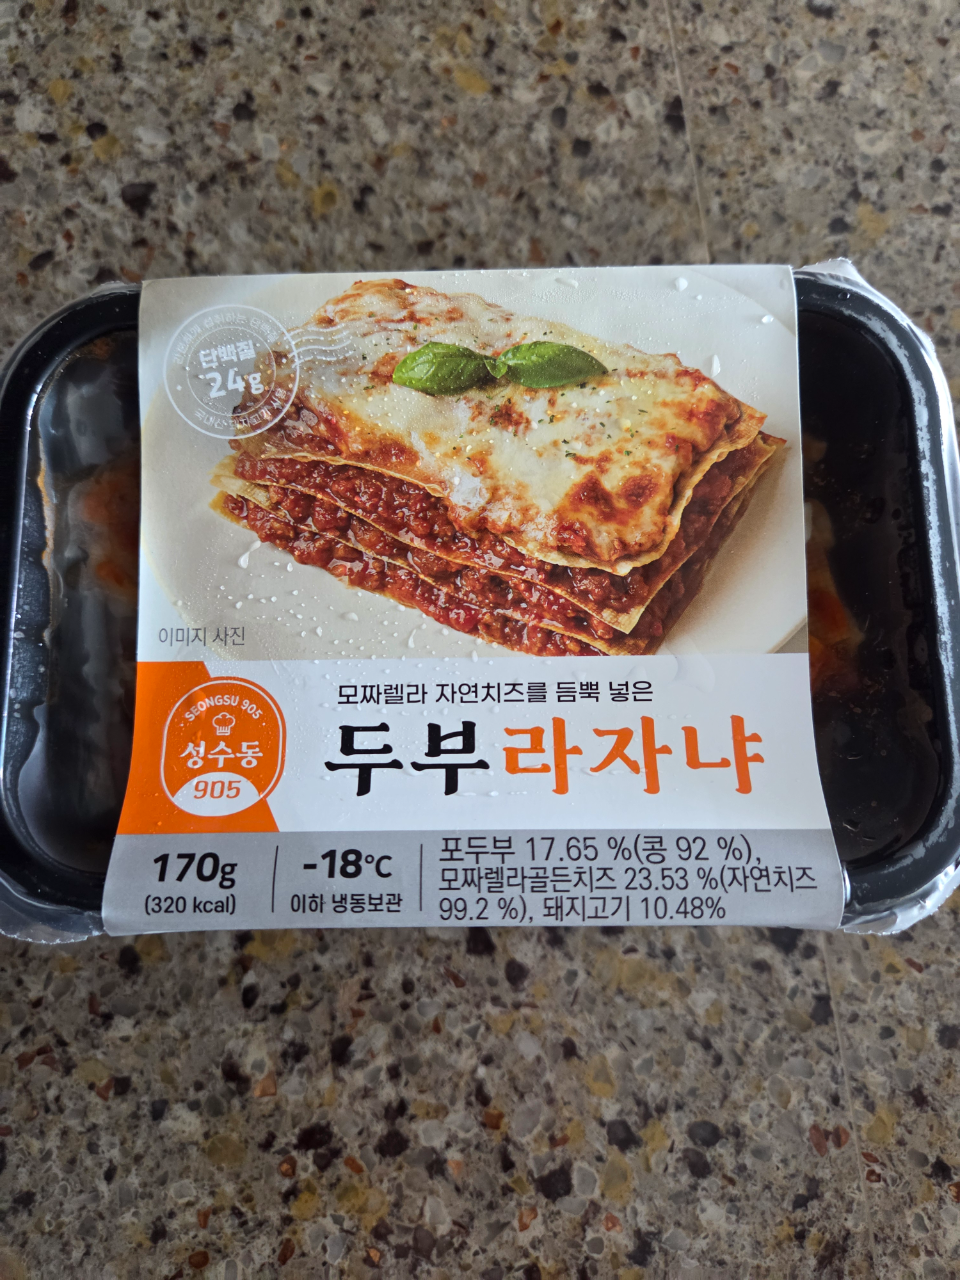 단백질
24g
이미지 사진
SEONGSU 905
성수동
905
모짜렐라 자연치즈를 듬뿍 넣은
두부라자냐
170g
(320 kcal)
-18℃
이하 냉동보관
포두부 17.65 %(콩 92 %),
모짜렐라골든치즈 23.53 %(자연치즈
99.2 %), 돼지고기 10.48%